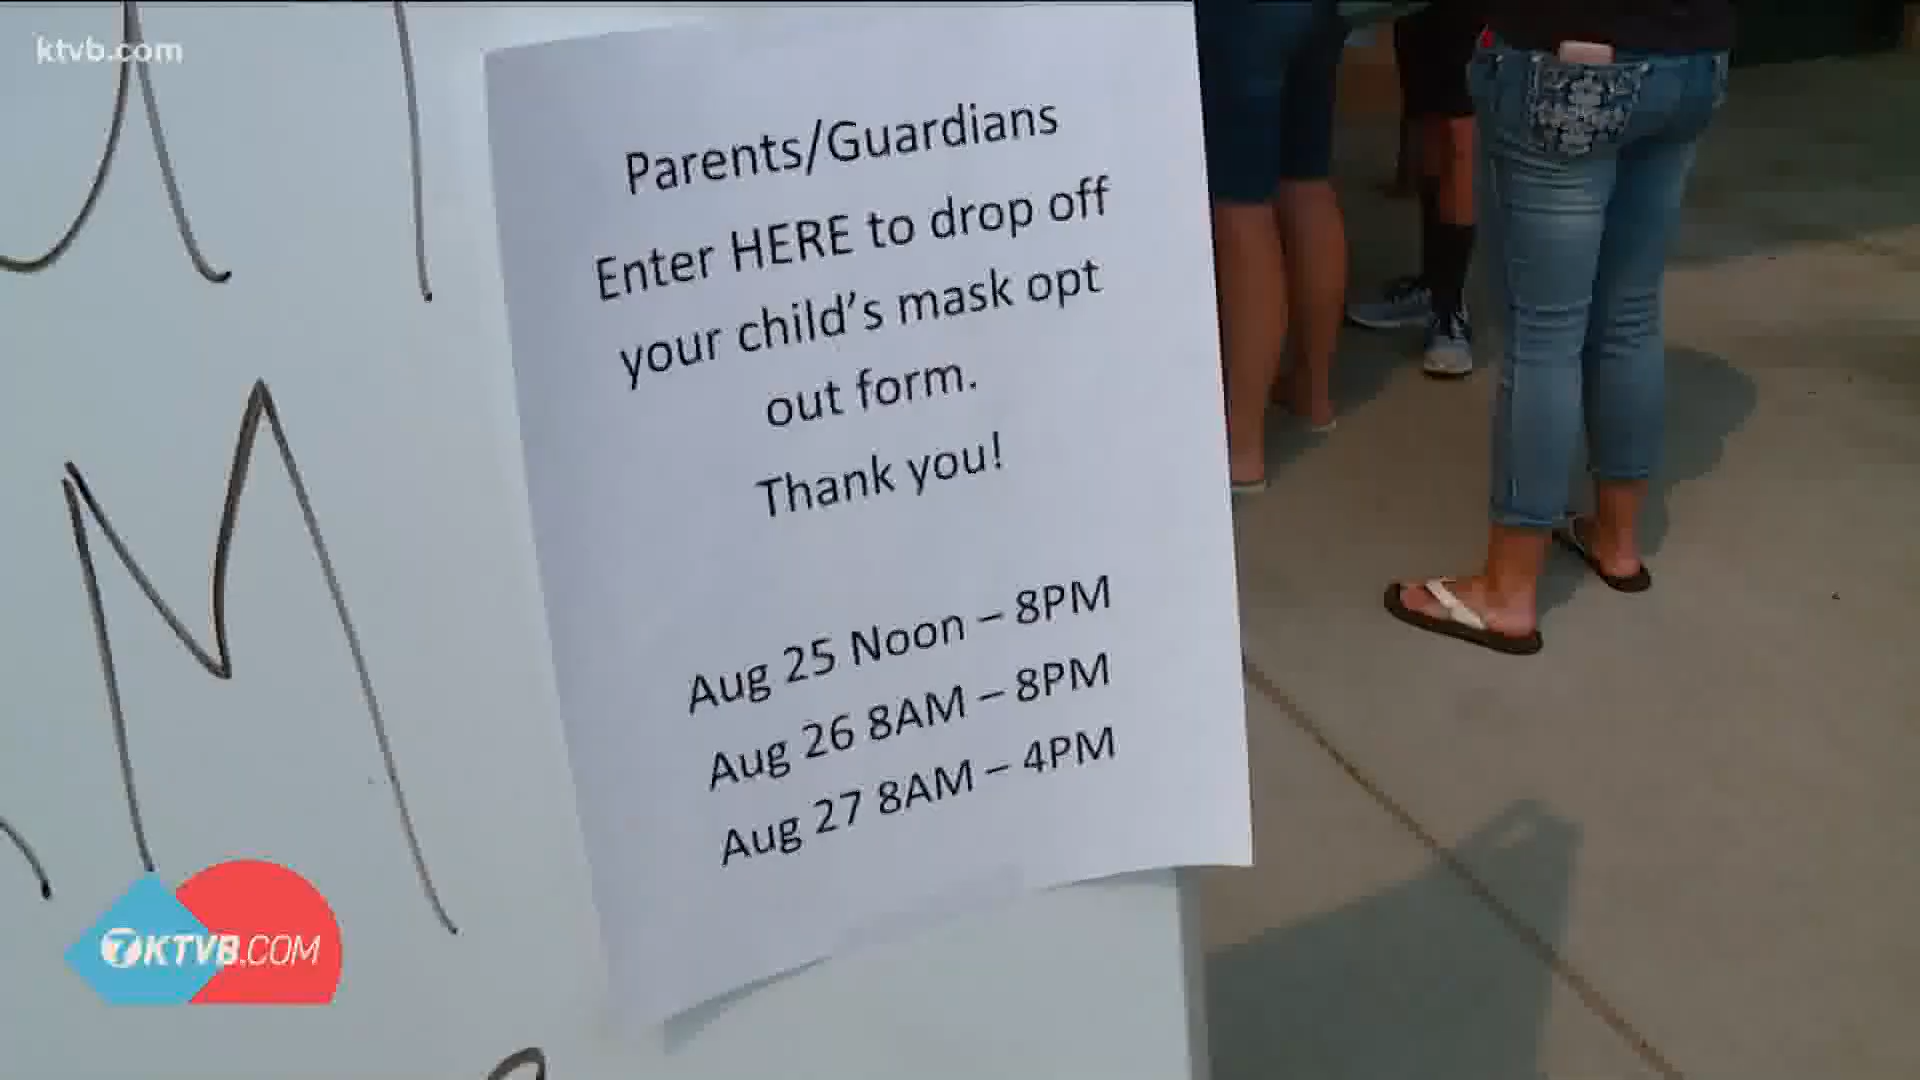 ktvb.com
Parents/Guardians
Enter HERE to drop off
your child's mask opt
out form.
Thank you!
Aug 25 Noon – 8PM
Aug 26 8AM – 8PM
Aug 27 8AM – 4PM
M
7KTVB.COM